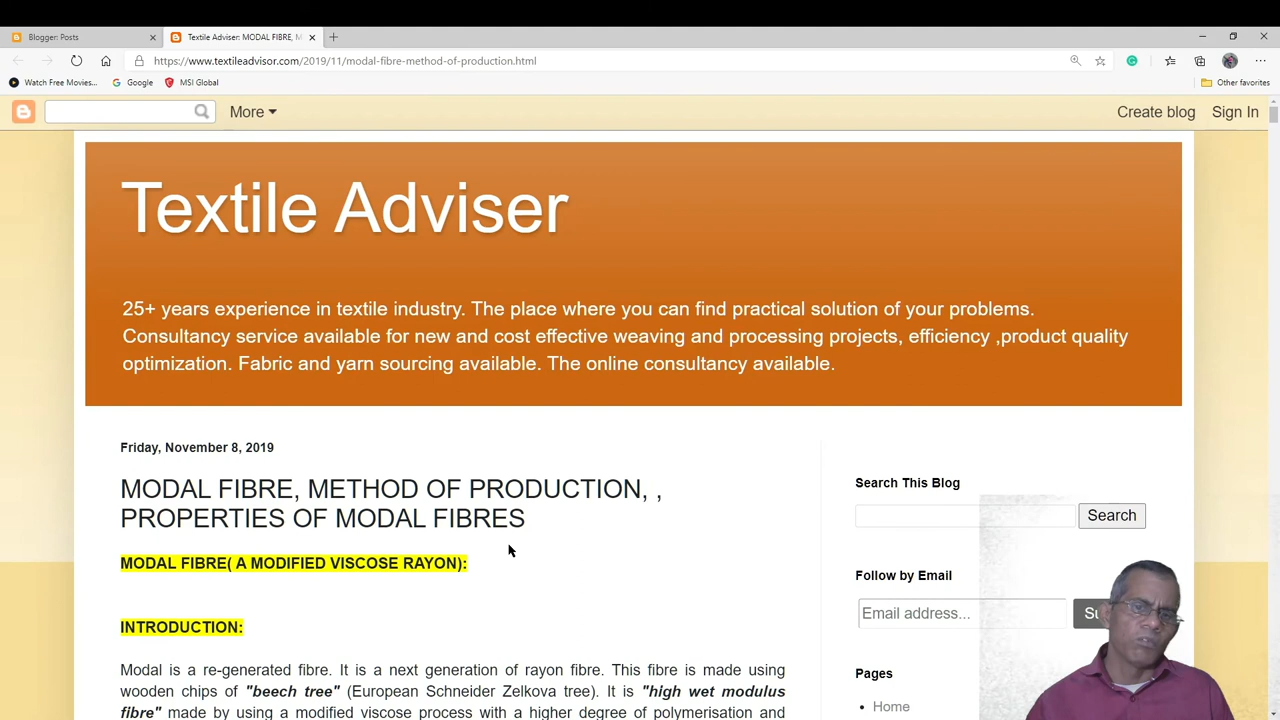 Blogger: Posts
Textile Adviser: MODAL FIBRE, M
https://www.textileadvisor.com/2019/11/modal-fibre-method-of-production.html
Watch Free Movies...
Google
MSI Global
Other favorites
More
Create blog
Sign In
Textile Adviser
25+ years experience in textile industry. The place where you can find practical solution of your problems.
Consultancy service available for new and cost effective weaving and processing projects, efficiency ,product quality
optimization. Fabric and yarn sourcing available. The online consultancy available.
Friday, November 8, 2019
MODAL FIBRE, METHOD OF PRODUCTION, ,
PROPERTIES OF MODAL FIBRES
MODAL FIBRE( A MODIFIED VISCOSE RAYON):
INTRODUCTION:
Modal is a re-generated fibre. It is a next generation of rayon fibre. This fibre is made using
wooden chips of "beech tree" (European Schneider Zelkova tree). It is "high wet modulus
fibre" made by using a modified viscose process with a higher degree of polymerisation and
Search This Blog
Search
Follow by Email
Email address...
Su
Pages
Home